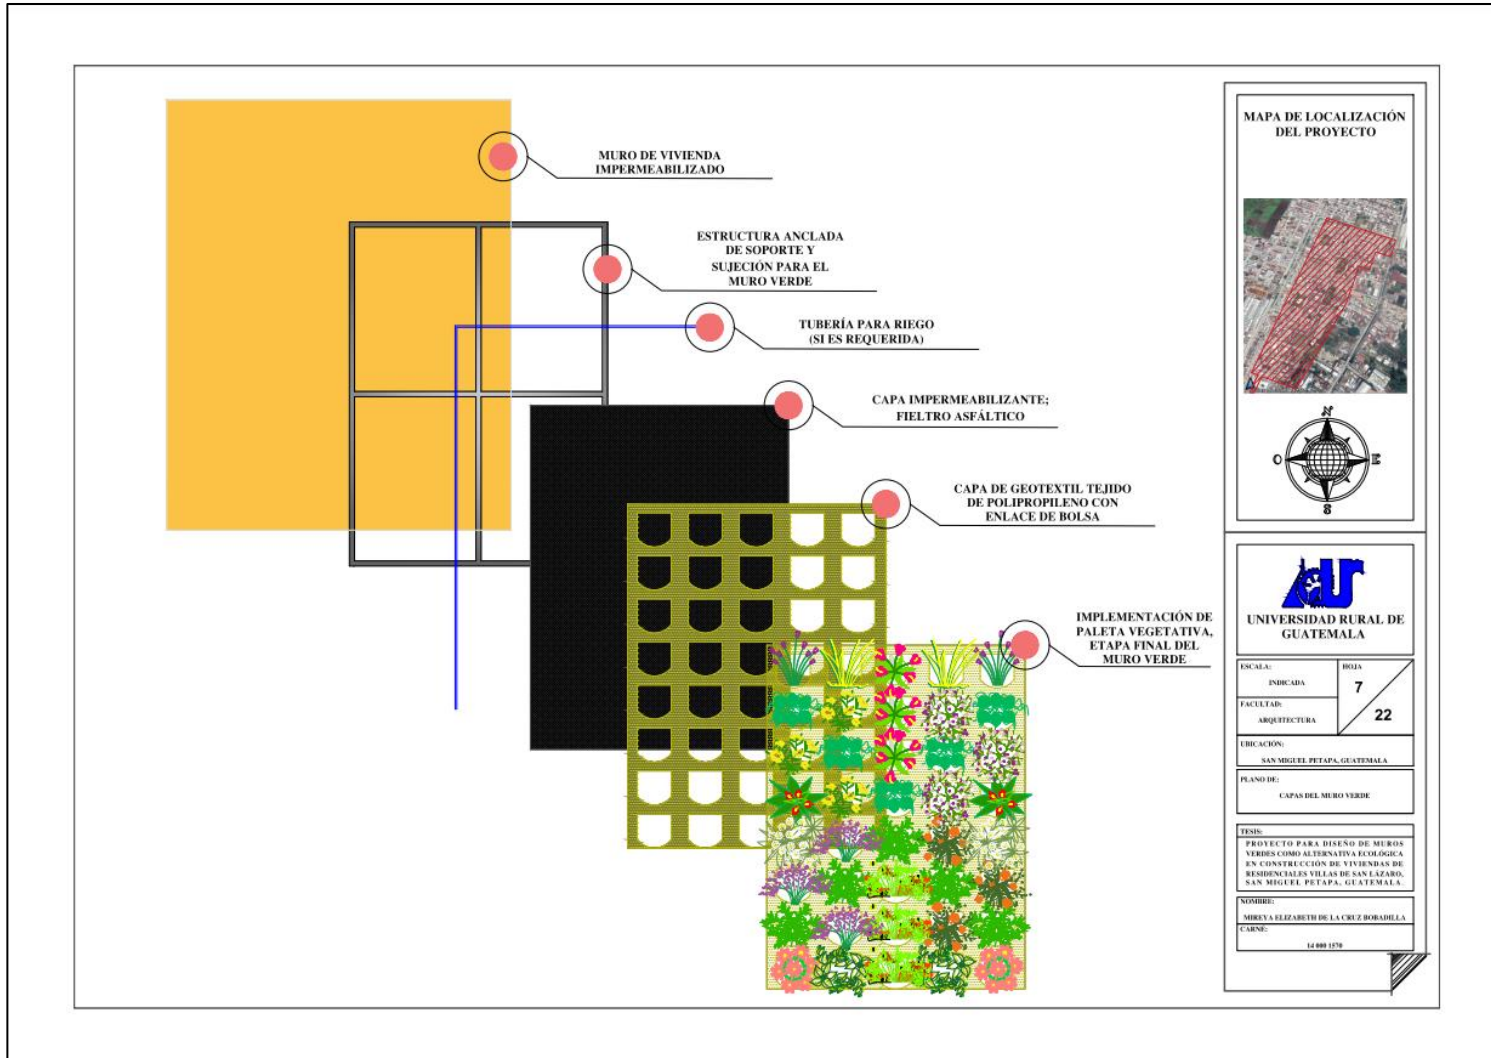 MURO DE VIVIENDA
IMPERMEABILIZADO
ESTRUCTURA ANCLADA
DE SOPORTE Y
SUJECIÓN PARA EL
MURO VERDE
TUBERÍA PARA RIEGO
(SI ES REQUERIDA)
CAPA IMPERMEABILIZANTE;
FIELTRO ASFÁLTICO
CAPA DE GEOTEXTIL TEJIDO
DE POLIPROPILENO CON
ENLACE DE BOLSA
IMPLEMENTACIÓN DE
PALETA VEGETATIVA,
ETAPA FINAL DEL
MURO VERDE
MAPA DE LOCALIZACIÓN
DEL PROYECTO
N
O
E
S
UNIVERSIDAD RURAL DE
GUATEMALA
ESCALA:
INDICADA
HOJA
7
22
FACULTAD:
ARQUITECTURA
UBICACIÓN:
SAN MIGUEL PETAPA, GUATEMALA
PLANO DE:
CAPAS DEL MURO VERDE
TESIS:
PROYECTO PARA DISEÑO DE MUROS
VERDES COMO ALTERNATIVA ECOLÓGICA
EN CONSTRUCCIÓN DE VIVIENDAS DE
RESIDENCIALES VILLAS DE SAN LÁZARO,
SAN MIGUEL PETAPA, GUATEMALA.
NOMBRE:
MIREYA ELIZABETH DE LA CRUZ BOBADILLA
CARNÉ:
14 000 1570